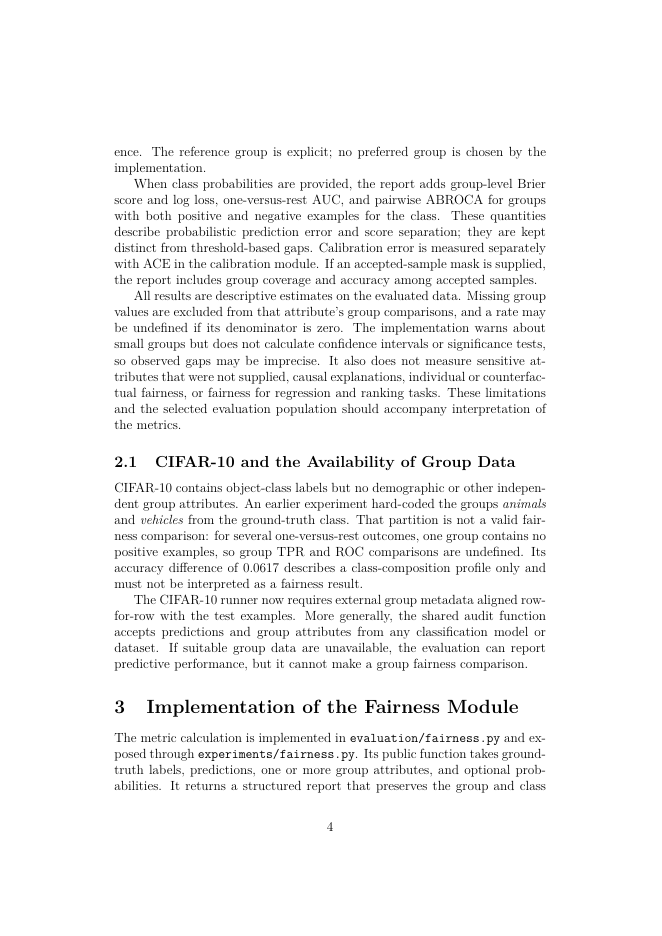 ence. The reference group is explicit; no preferred group is chosen by the
implementation.
When class probabilities are provided, the report adds group-level Brier
score and log loss, one-versus-rest AUC, and pairwise ABROCA for groups
with both positive and negative examples for the class. These quantities
describe probabilistic prediction error and score separation; they are kept
distinct from threshold-based gaps. Calibration error is measured separately
with ACE in the calibration module. If an accepted-sample mask is supplied,
the report includes group coverage and accuracy among accepted samples.
All results are descriptive estimates on the evaluated data. Missing group
values are excluded from that attribute's group comparisons, and a rate may
be undefined if its denominator is zero. The implementation warns about
small groups but does not calculate confidence intervals or significance tests,
so observed gaps may be imprecise. It also does not measure sensitive at-
tributes that were not supplied, causal explanations, individual or counterfac-
tual fairness, or fairness for regression and ranking tasks. These limitations
and the selected evaluation population should accompany interpretation of
the metrics.
2.1 CIFAR-10 and the Availability of Group Data
CIFAR-10 contains object-class labels but no demographic or other indepen-
dent group attributes. An earlier experiment hard-coded the groups animals
and vehicles from the ground-truth class. That partition is not a valid fair-
ness comparison: for several one-versus-rest outcomes, one group contains no
positive examples, so group TPR and ROC comparisons are undefined. Its
accuracy difference of 0.0617 describes a class-composition profile only and
must not be interpreted as a fairness result.
The CIFAR-10 runner now requires external group metadata aligned row-
for-row with the test examples. More generally, the shared audit function
accepts predictions and group attributes from any classification model or
dataset. If suitable group data are unavailable, the evaluation can report
predictive performance, but it cannot make a group fairness comparison.
3 Implementation of the Fairness Module
The metric calculation is implemented in evaluation/fairness.py and ex-
posed through experiments/fairness.py. Its public function takes ground-
truth labels, predictions, one or more group attributes, and optional prob-
abilities. It returns a structured report that preserves the group and class
4